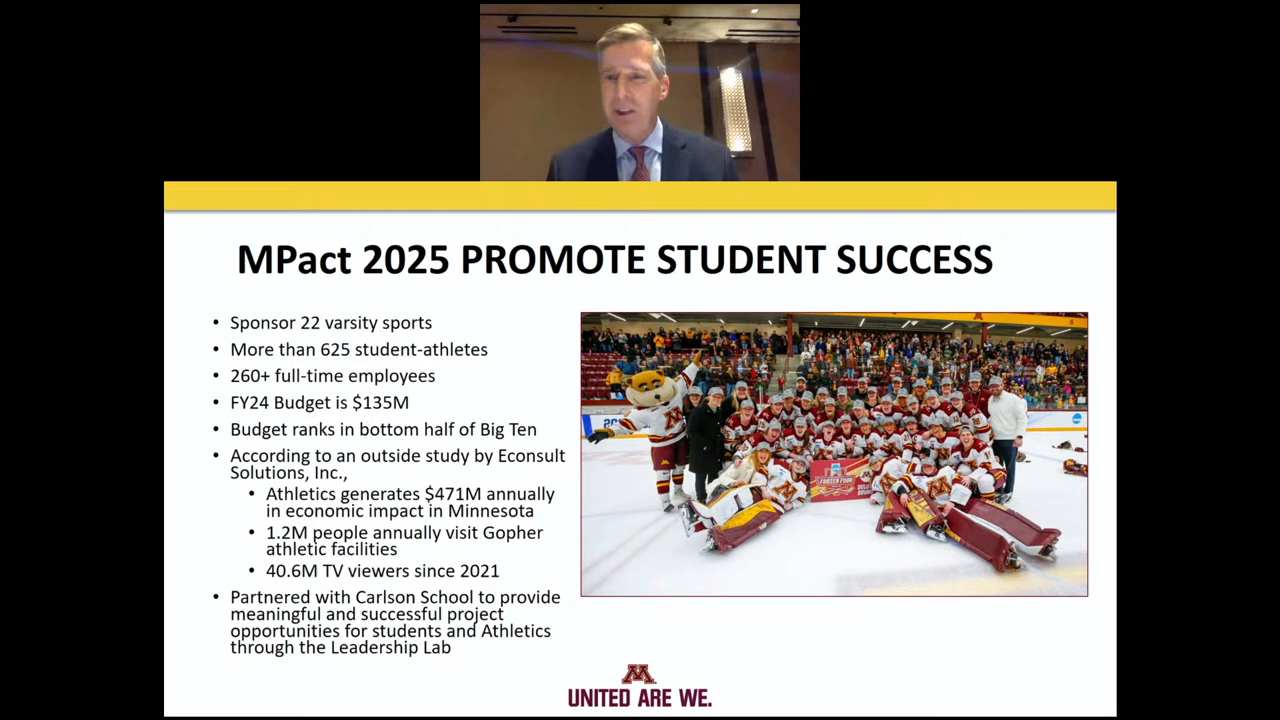 MPact 2025 PROMOTE STUDENT SUCCESS
• Sponsor 22 varsity sports
• More than 625 student-athletes
• 260+ full-time employees
• FY24 Budget is $135M
• Budget ranks in bottom half of Big Ten
• According to an outside study by Econsult
Solutions, Inc.,
• Athletics generates $471M annually
in economic impact in Minnesota
• 1.2M people annually visit Gopher
athletic facilities
• 40.6M TV viewers since 2021
• Partnered with Carlson School to provide
meaningful and successful project
opportunities for students and Athletics
through the Leadership Lab
FROZEN FOUR
M
UNITED ARE WE.